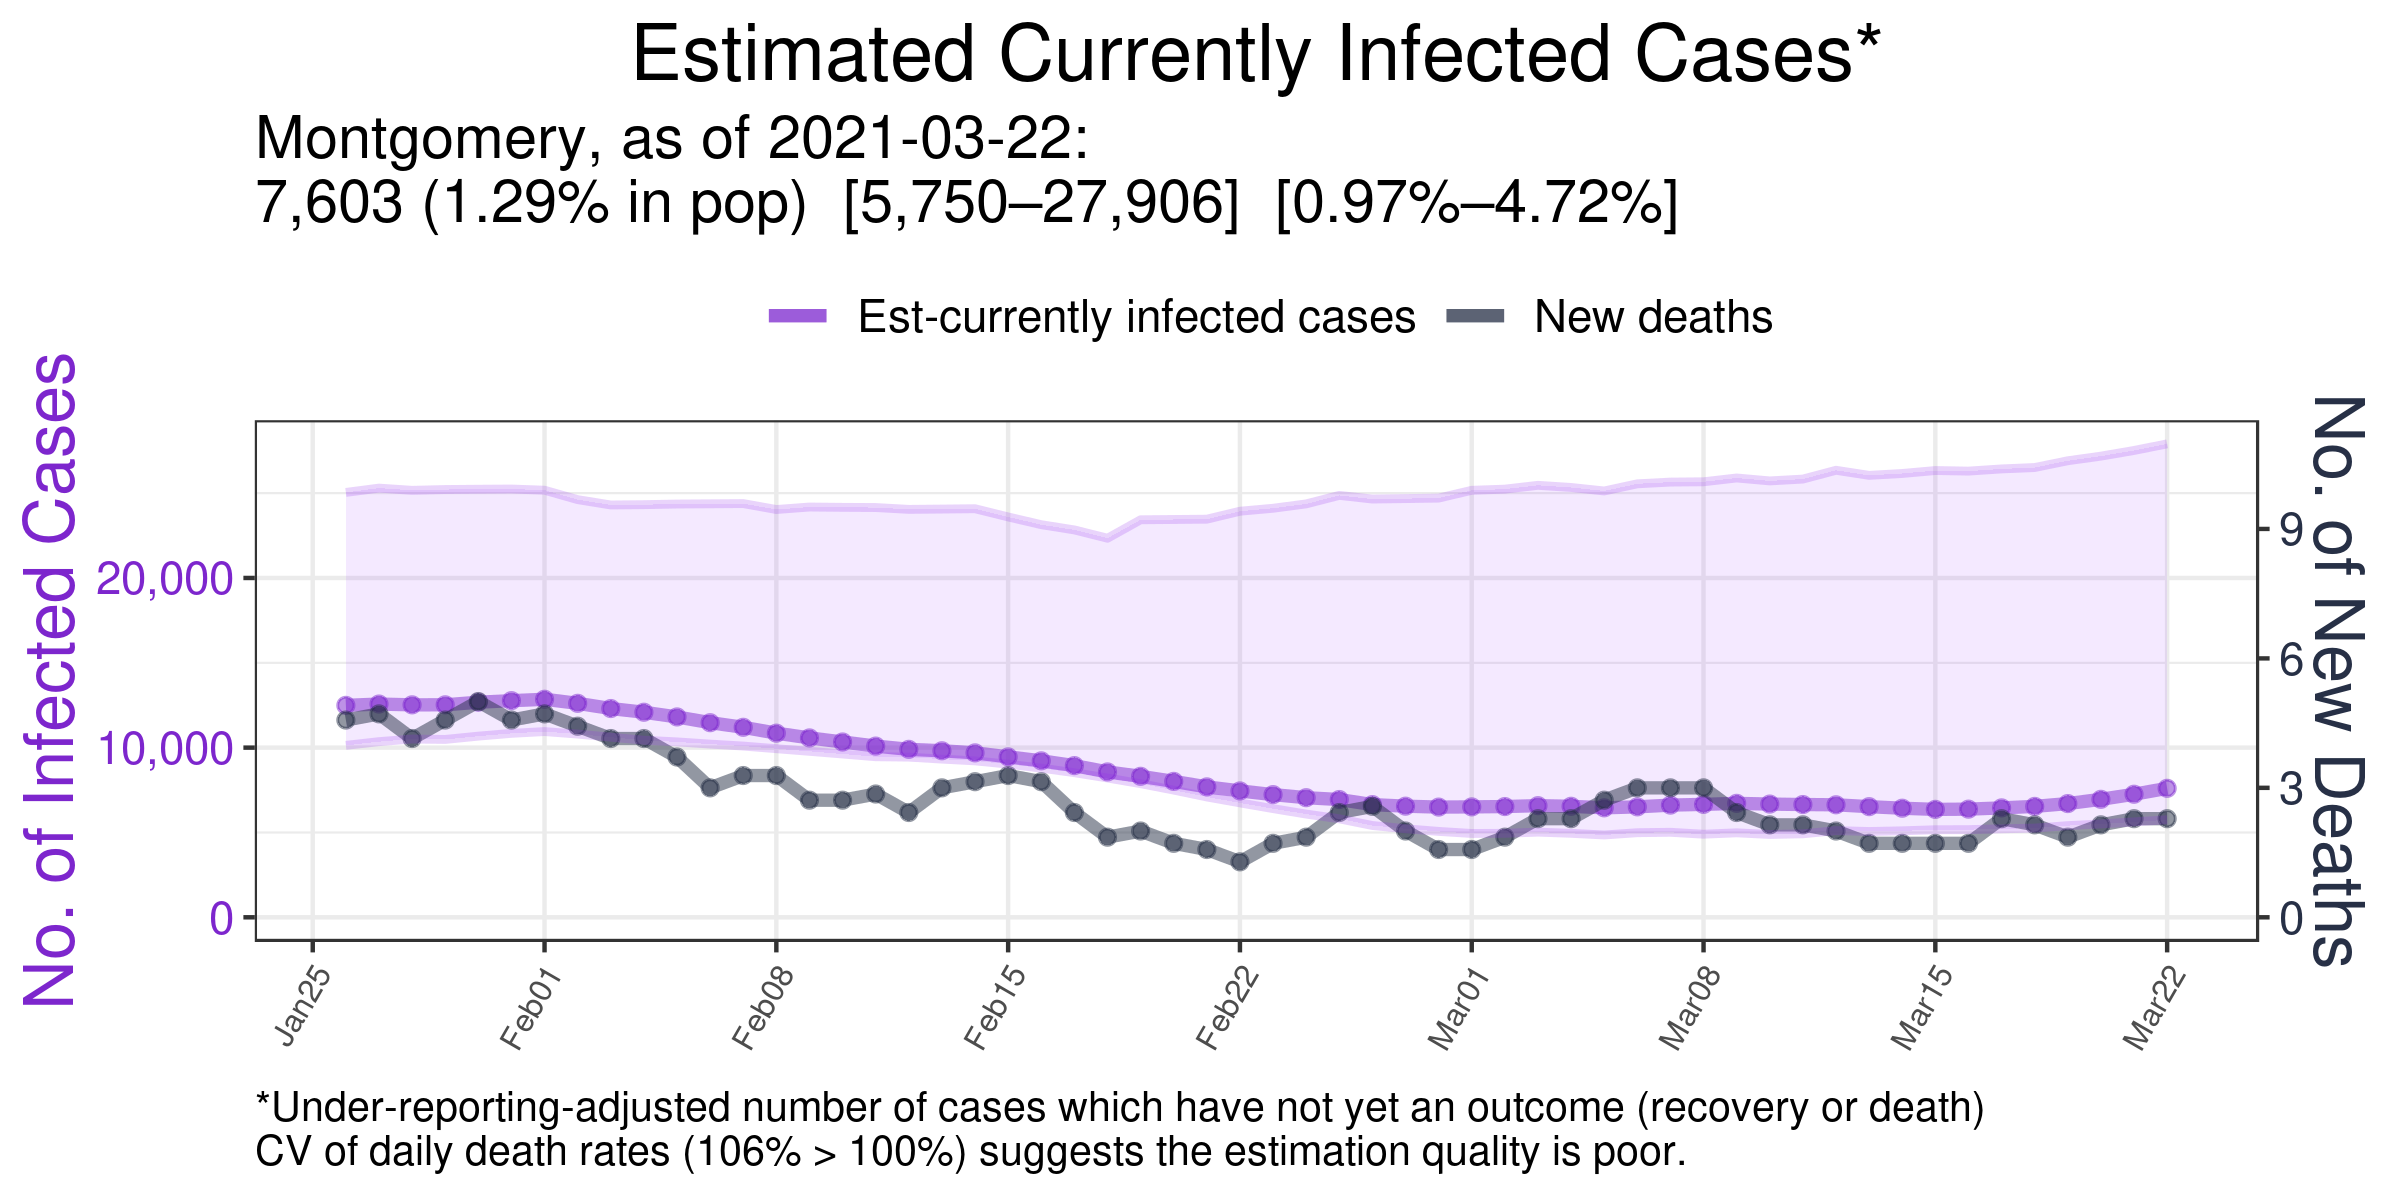 Estimated Currently Infected Cases*
Montgomery, as of 2021-03-22:
7,603 (1.29% in pop)  [5,750–27,906]  [0.97%–4.72%]
Est-currently infected cases
New deaths
No. of Infected Cases
20,000
10,000
0
9
6
3
0
No. of New Deaths
Jan25
Feb01
Feb08
Feb15
Feb22
Mar01
Mar08
Mar15
Mar22
*Under-reporting-adjusted number of cases which have not yet an outcome (recovery or death)
CV of daily death rates (106% > 100%) suggests the estimation quality is poor.